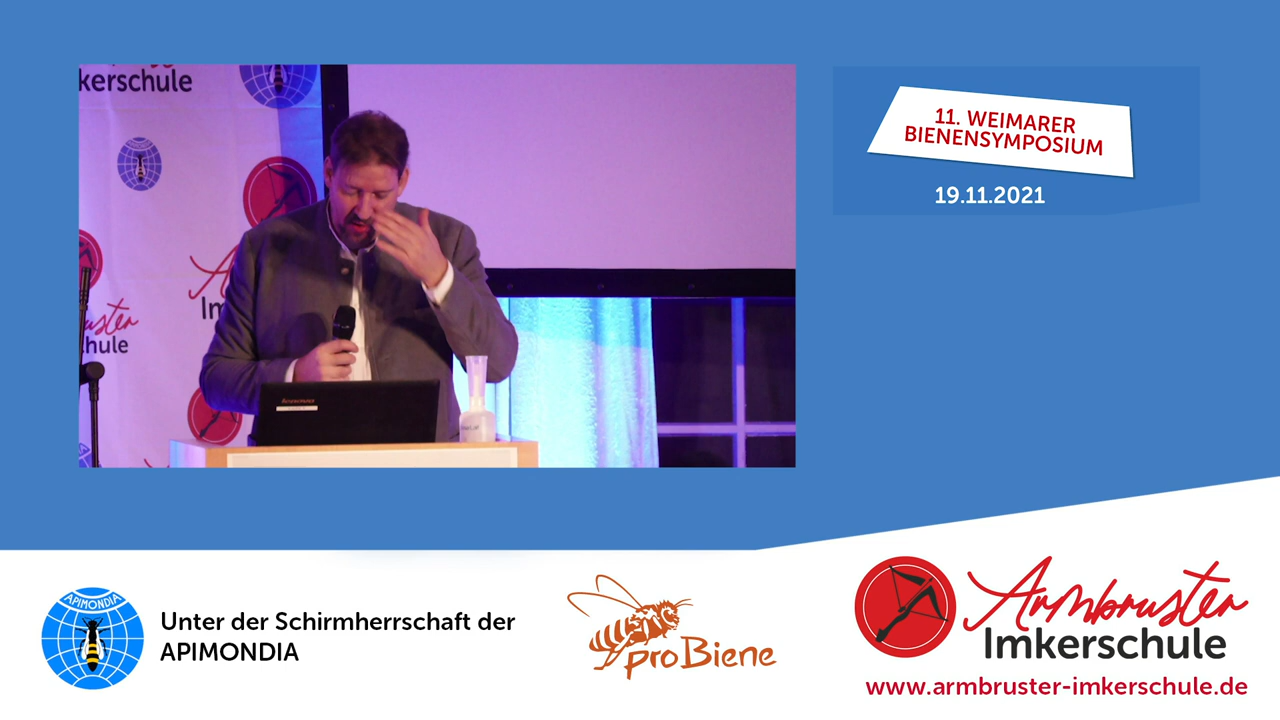 kerschule
Imkerschule
11. WEIMARER
BIENENSYMPOSIUM
19.11.2021
APIMONDIA
Unter der Schirmherrschaft der
APIMONDIA
proBiene
Armbruster
Imkerschule
www.armbruster-imkerschule.de